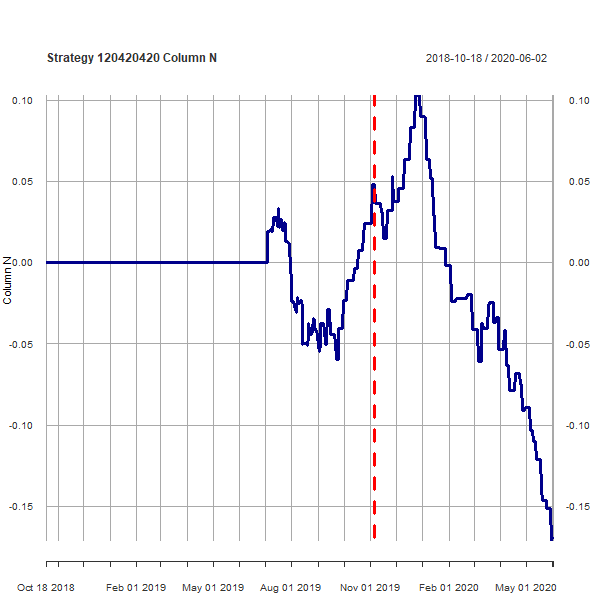 Strategy 120420420 Column N
2018-10-18 / 2020-06-02
0.10
0.10
0.05
0.05
0.00
0.00
Column N
-0.05
-0.05
-0.10
-0.10
-0.15
-0.15
Oct 18 2018
Feb 01 2019
May 01 2019
Aug 01 2019
Nov 01 2019
Feb 01 2020
May 01 2020